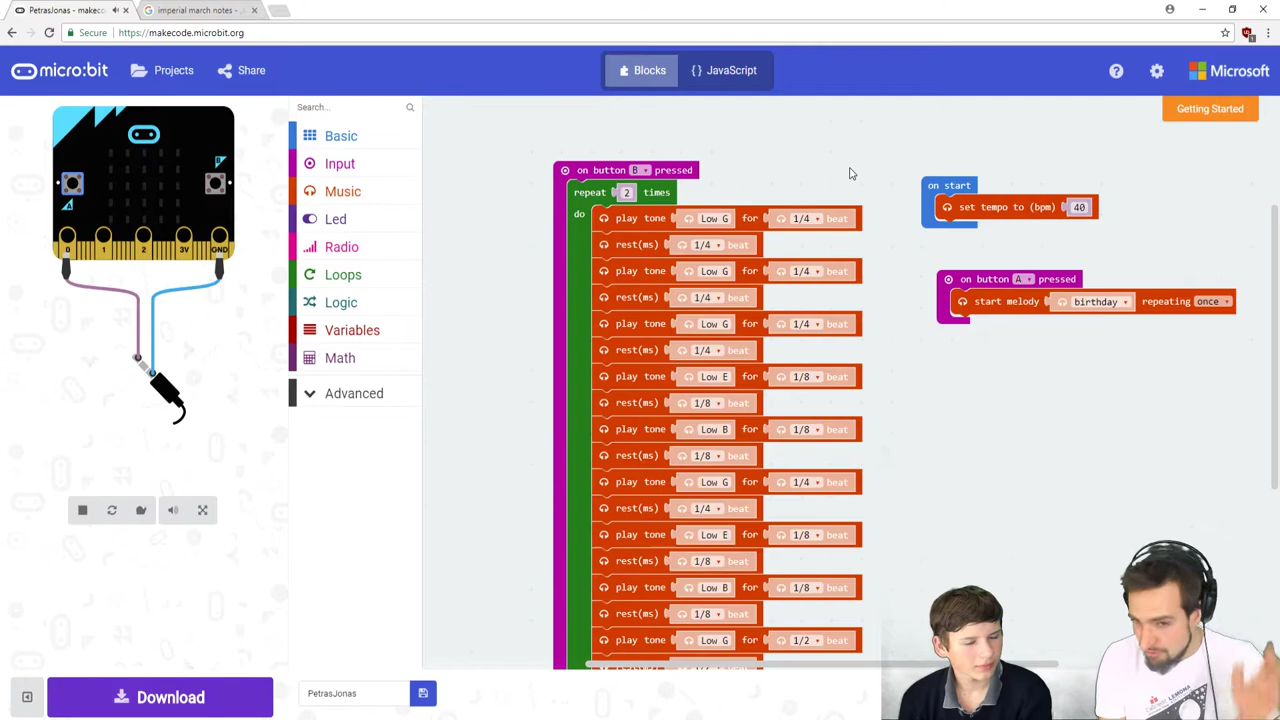 PetrasJonas - makec
imperial march notes -
Secure
https://makecode.microbit.org
micro:bit
Projects
Share
Blocks
{ } JavaScript
Microsoft
Getting Started
Search...
Basic
Input
Music
Led
Radio
Loops
Logic
Variables
Math
Advanced
A
B
0 1 2 3V GND
on button B pressed
repeat 2 times
do
play tone Low G for 1/4 beat
rest(ms) 1/4 beat
play tone Low G for 1/4 beat
rest(ms) 1/4 beat
play tone Low G for 1/4 beat
rest(ms) 1/4 beat
play tone Low E for 1/8 beat
rest(ms) 1/8 beat
play tone Low B for 1/8 beat
rest(ms) 1/8 beat
play tone Low G for 1/4 beat
rest(ms) 1/4 beat
play tone Low E for 1/8 beat
rest(ms) 1/8 beat
play tone Low B for 1/8 beat
rest(ms) 1/8 beat
play tone Low G for 1/2 beat
on start
set tempo to (bpm) 40
on button A pressed
start melody birthday repeating once
Download
PetrasJonas